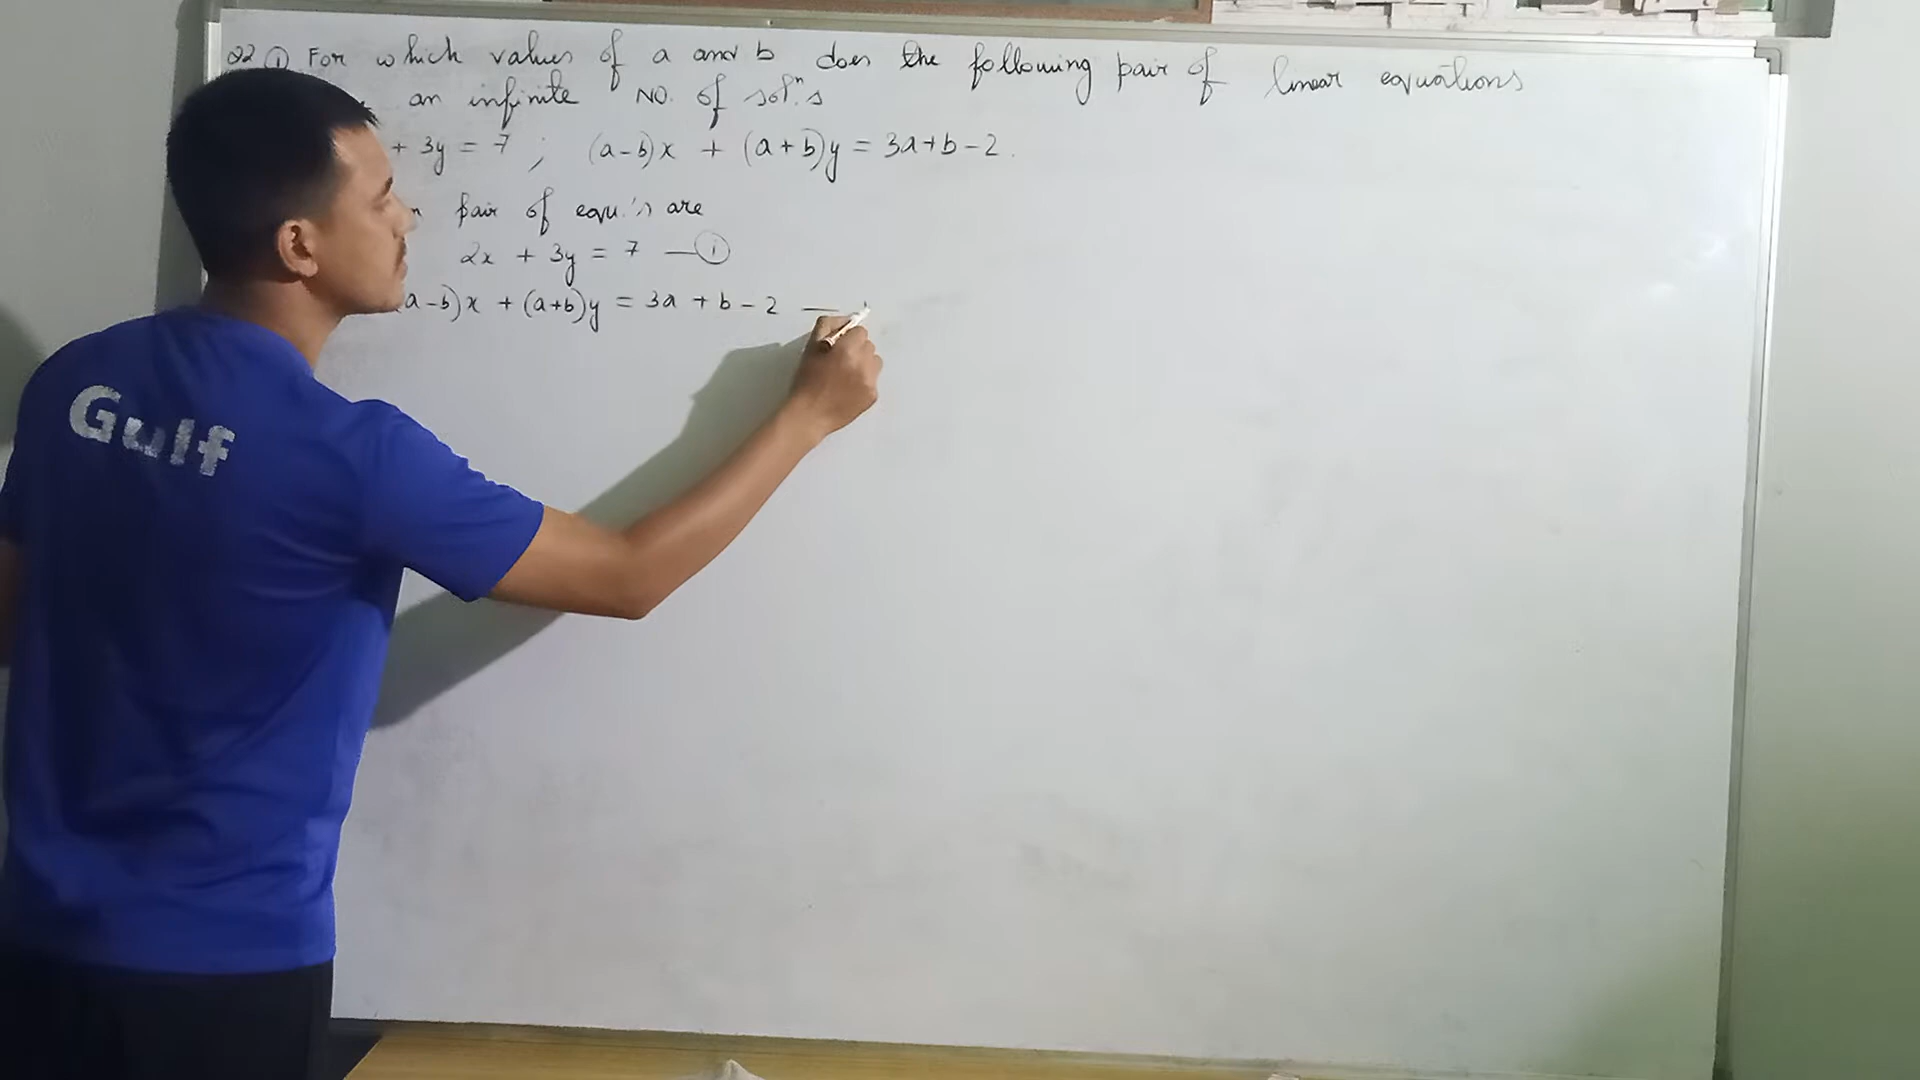 Q2 (i) For which values of a and b does the following pair of linear equations
an infinite NO. of solⁿ.s
+ 3y = 7 ; (a-b)x + (a+b)y = 3a+b-2.
pair of equ.'s are
2x + 3y = 7 — (i)
(a-b)x + (a+b)y = 3a + b - 2 —
Gulf